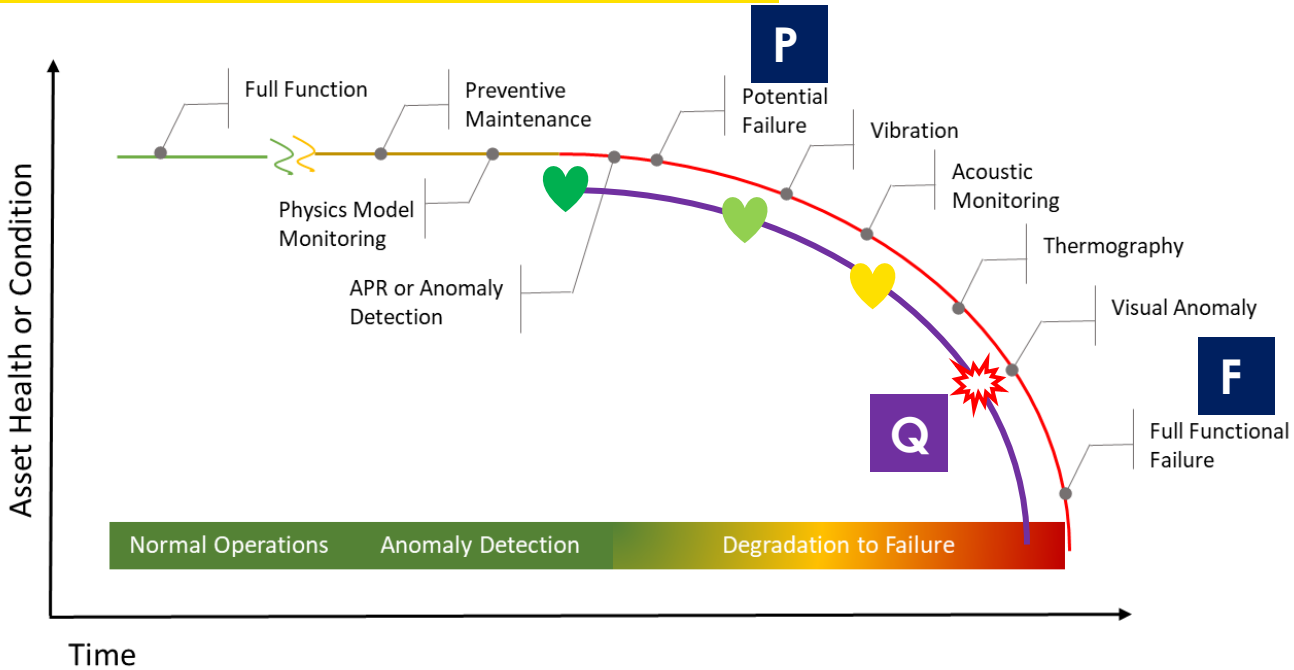 P
Full Function
Preventive
Maintenance
Potential
Failure
Vibration
Acoustic
Monitoring
Physics Model
Monitoring
Thermography
APR or Anomaly
Detection
Visual Anomaly
F
Q
Full Functional
Failure
Asset Health or Condition
Normal Operations
Anomaly Detection
Degradation to Failure
Time